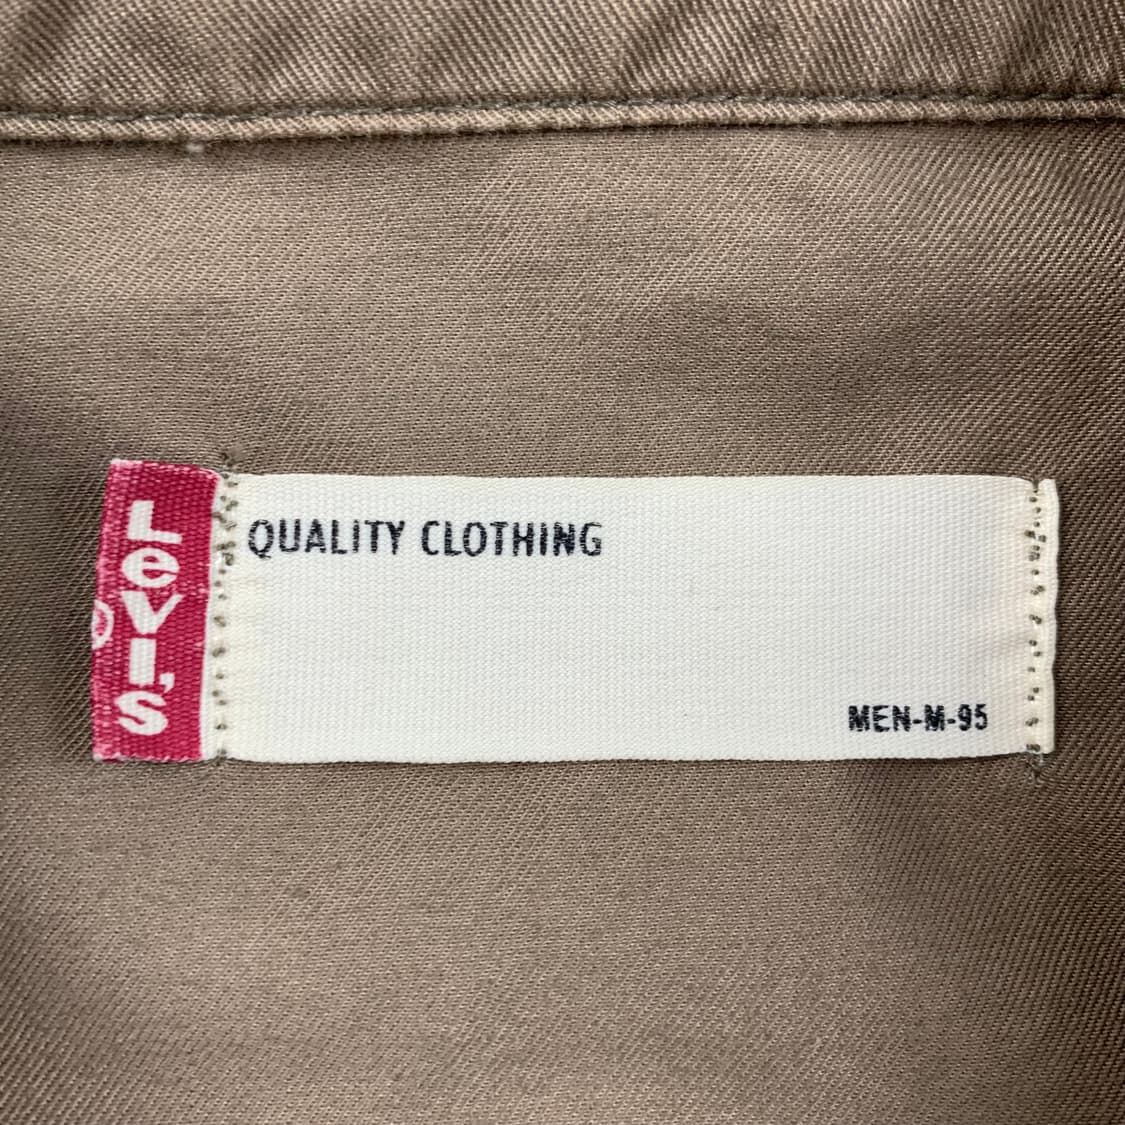 LeVI'S
®
QUALITY CLOTHING
MEN-M-95